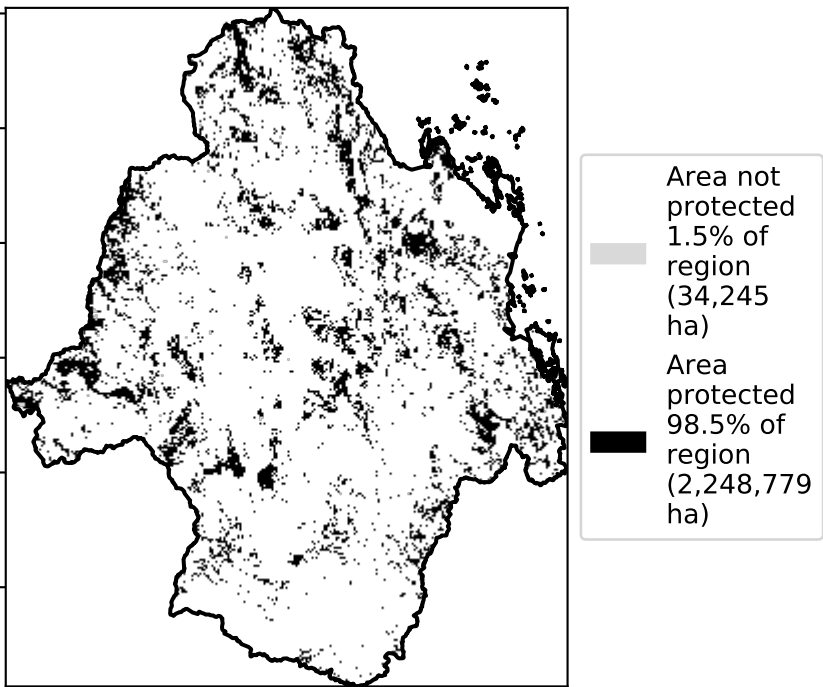 Area not
protected
1.5% of
region
(34,245
ha)
Area
protected
98.5% of
region
(2,248,779
ha)